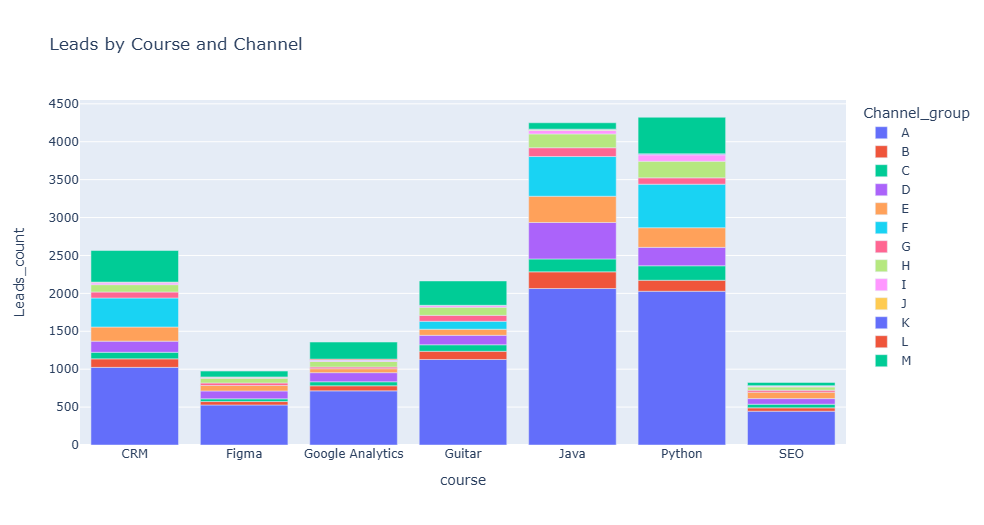 Leads by Course and Channel
Leads_count
4500
4000
3500
3000
2500
2000
1500
1000
500
0
CRM
Figma
Google Analytics
Guitar
Java
Python
SEO
course
Channel_group
A
B
C
D
E
F
G
H
I
J
K
L
M